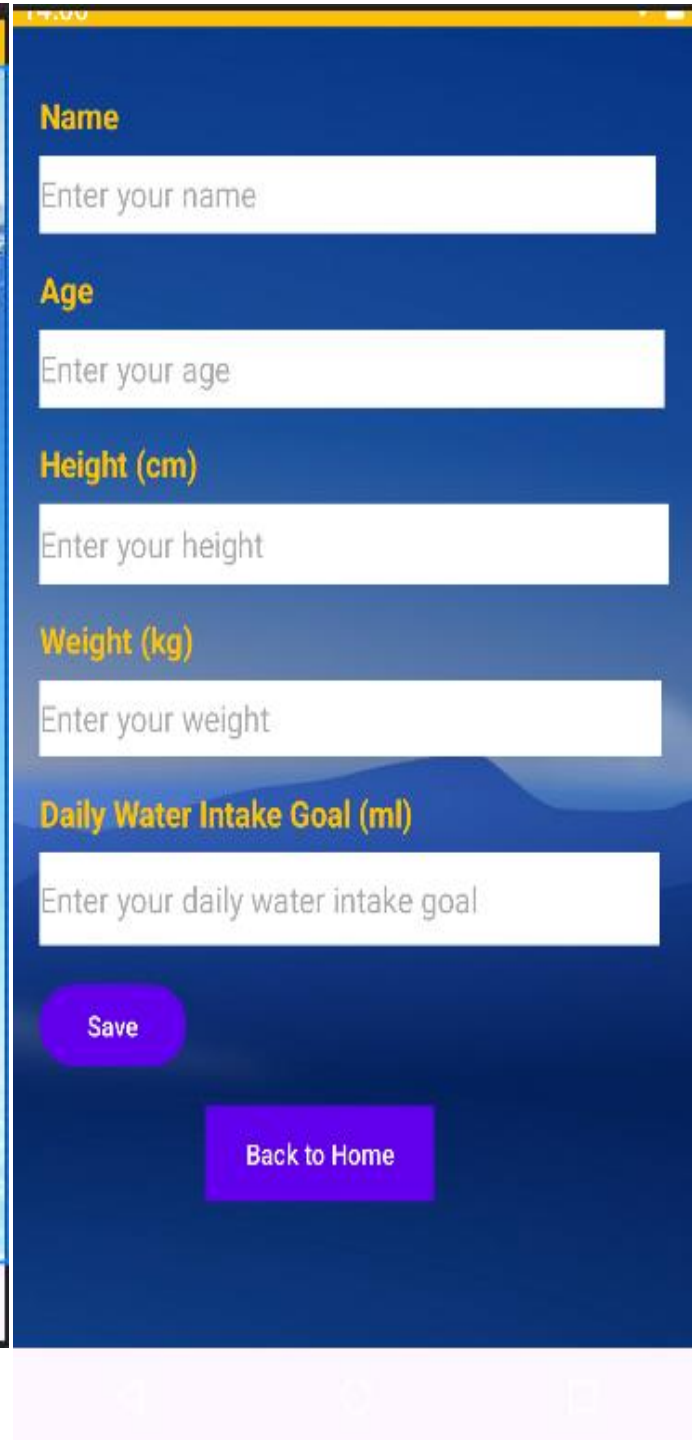 Name
Enter your name
Age
Enter your age
Height (cm)
Enter your height
Weight (kg)
Enter your weight
Daily Water Intake Goal (ml)
Enter your daily water intake goal
Save
Back to Home